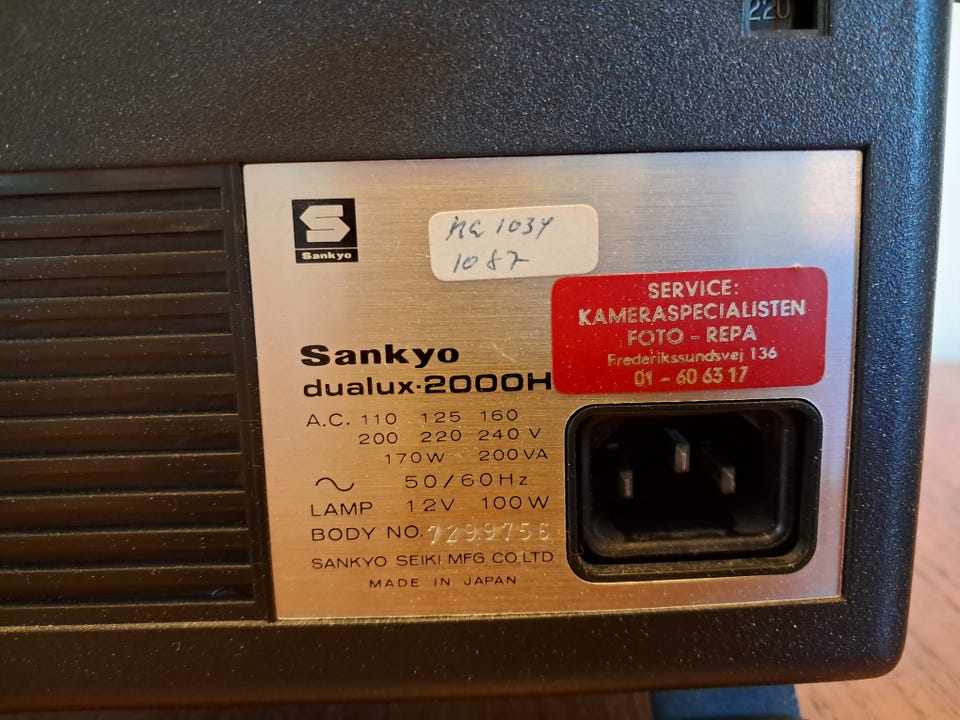 220
S
Sankyo
1034
1087
SERVICE:
KAMERASPECIALISTEN
FOTO - REPA
Frederikssundsvej 136
01 - 60 63 17
Sankyo
dualux·2000H
A.C. 110 125 160
200 220 240 V
170W 200VA
50/60Hz
LAMP 12V 100W
BODY NO. 7299756
SANKYO SEIKI MFG CO.LTD
MADE IN JAPAN